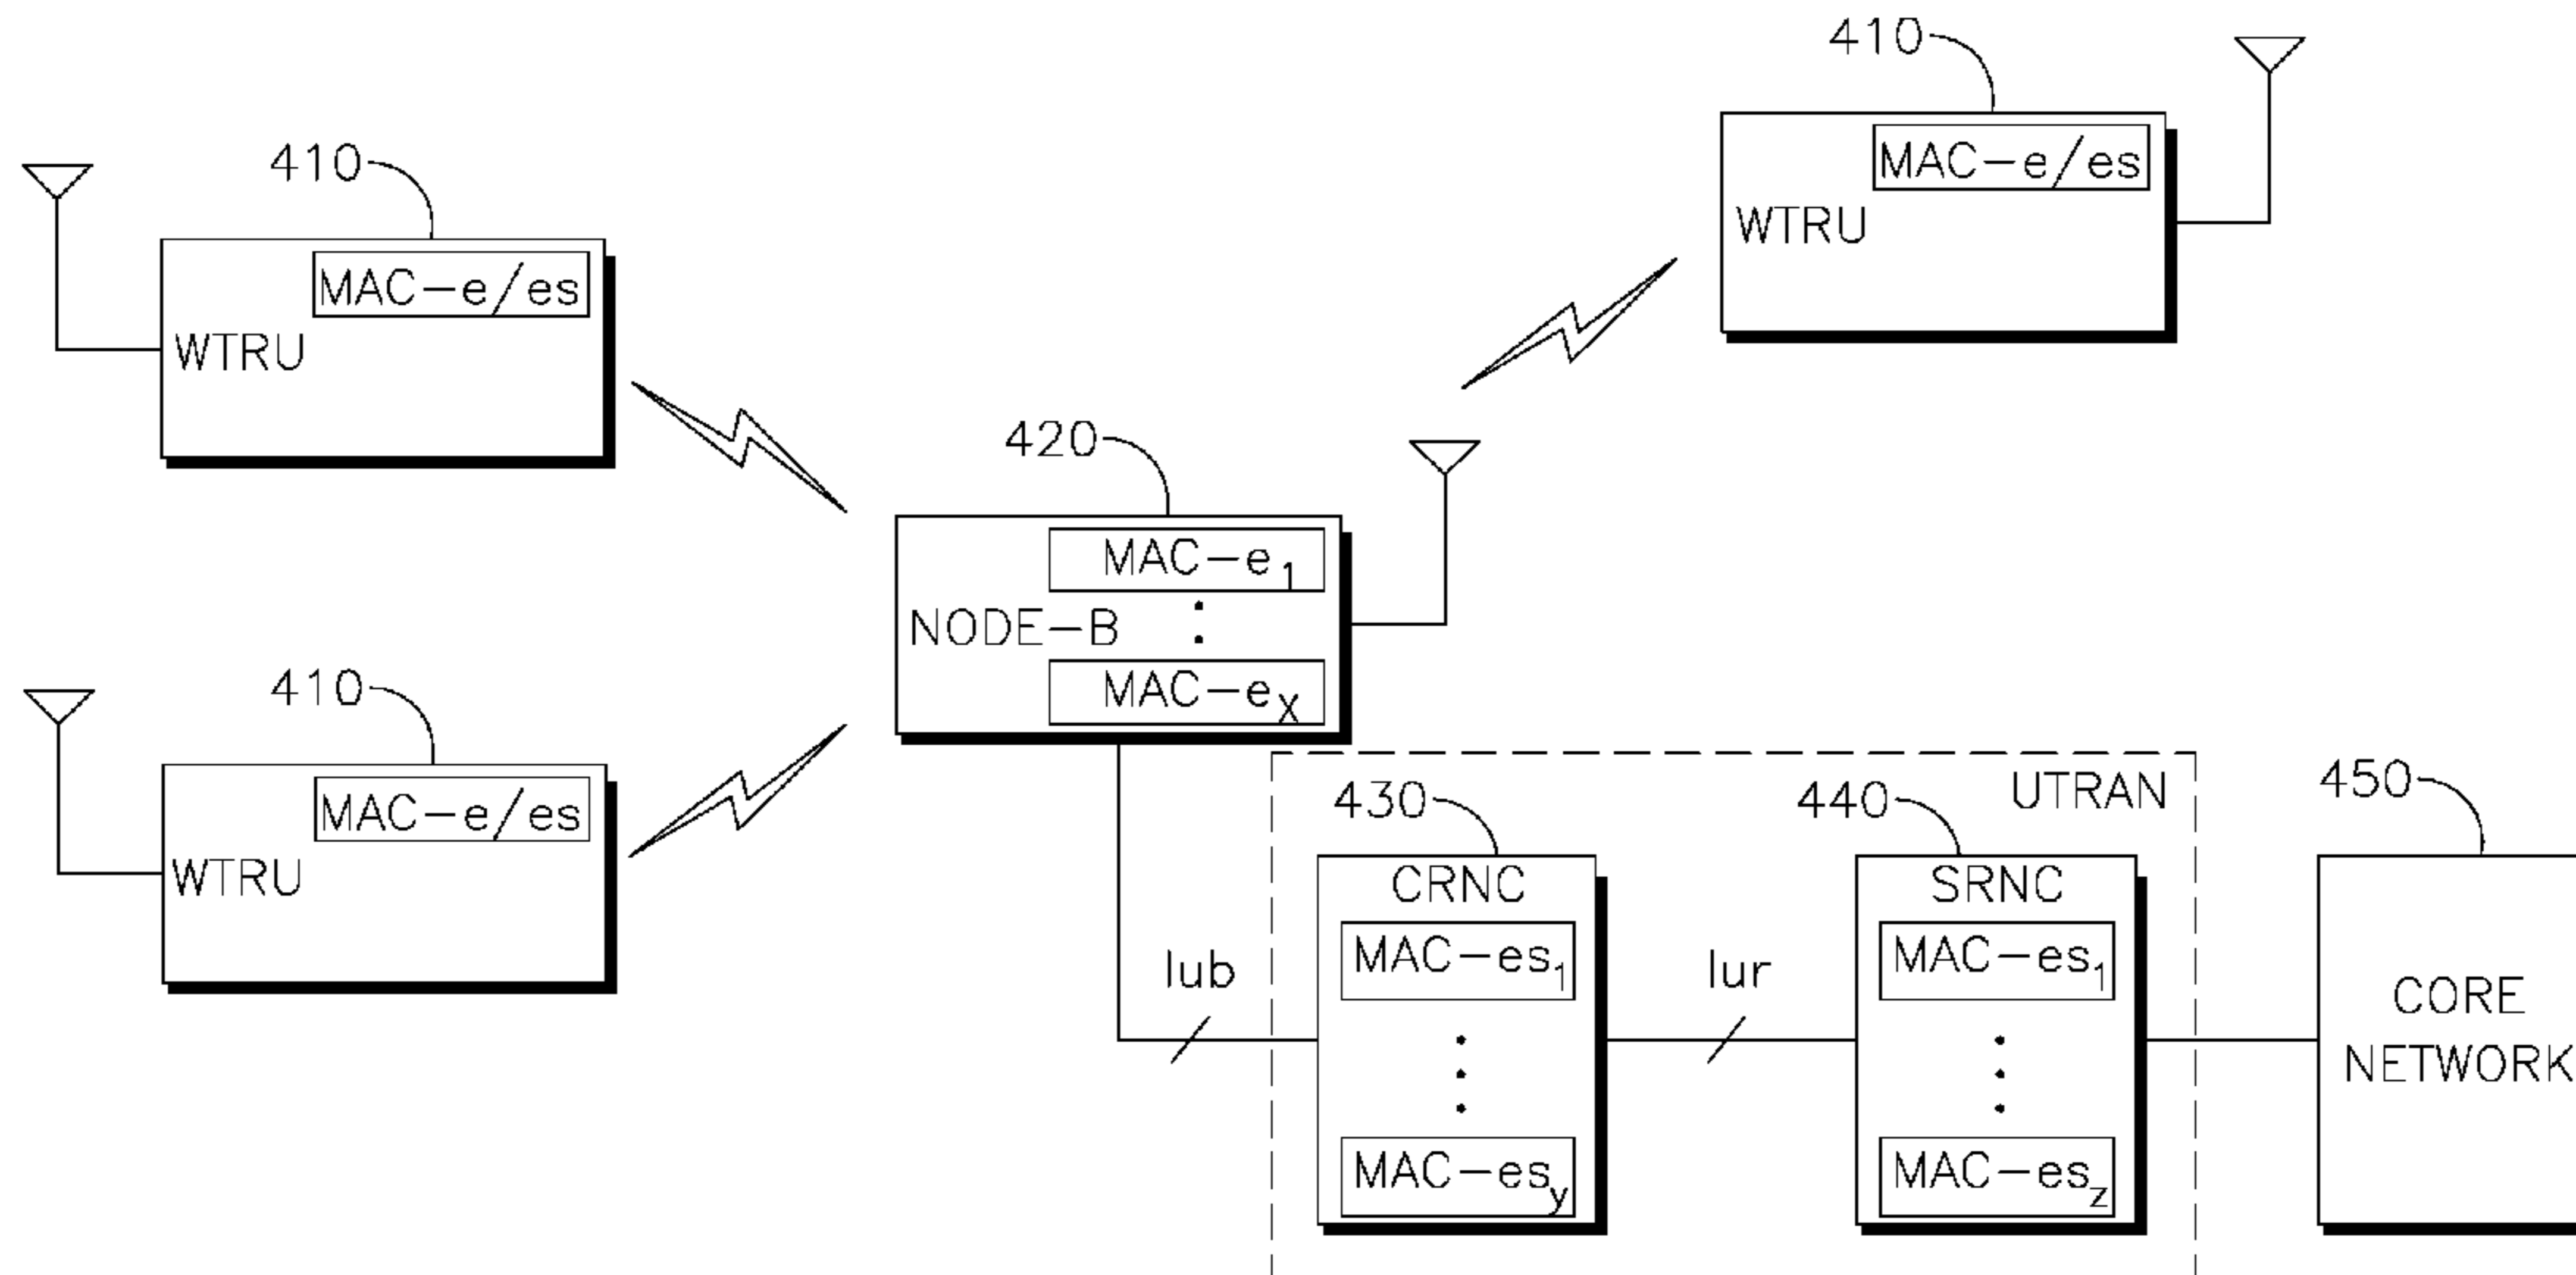 410
MAC-e/es
WTRU
410
MAC-e/es
WTRU
420
MAC-e1
NODE-B
MAC-ex
410
MAC-e/es
WTRU
UTRAN
430
CRNC
MAC-es1
MAC-esy
440
SRNC
MAC-es1
MAC-esz
450
CORE
NETWORK
Iub
Iur